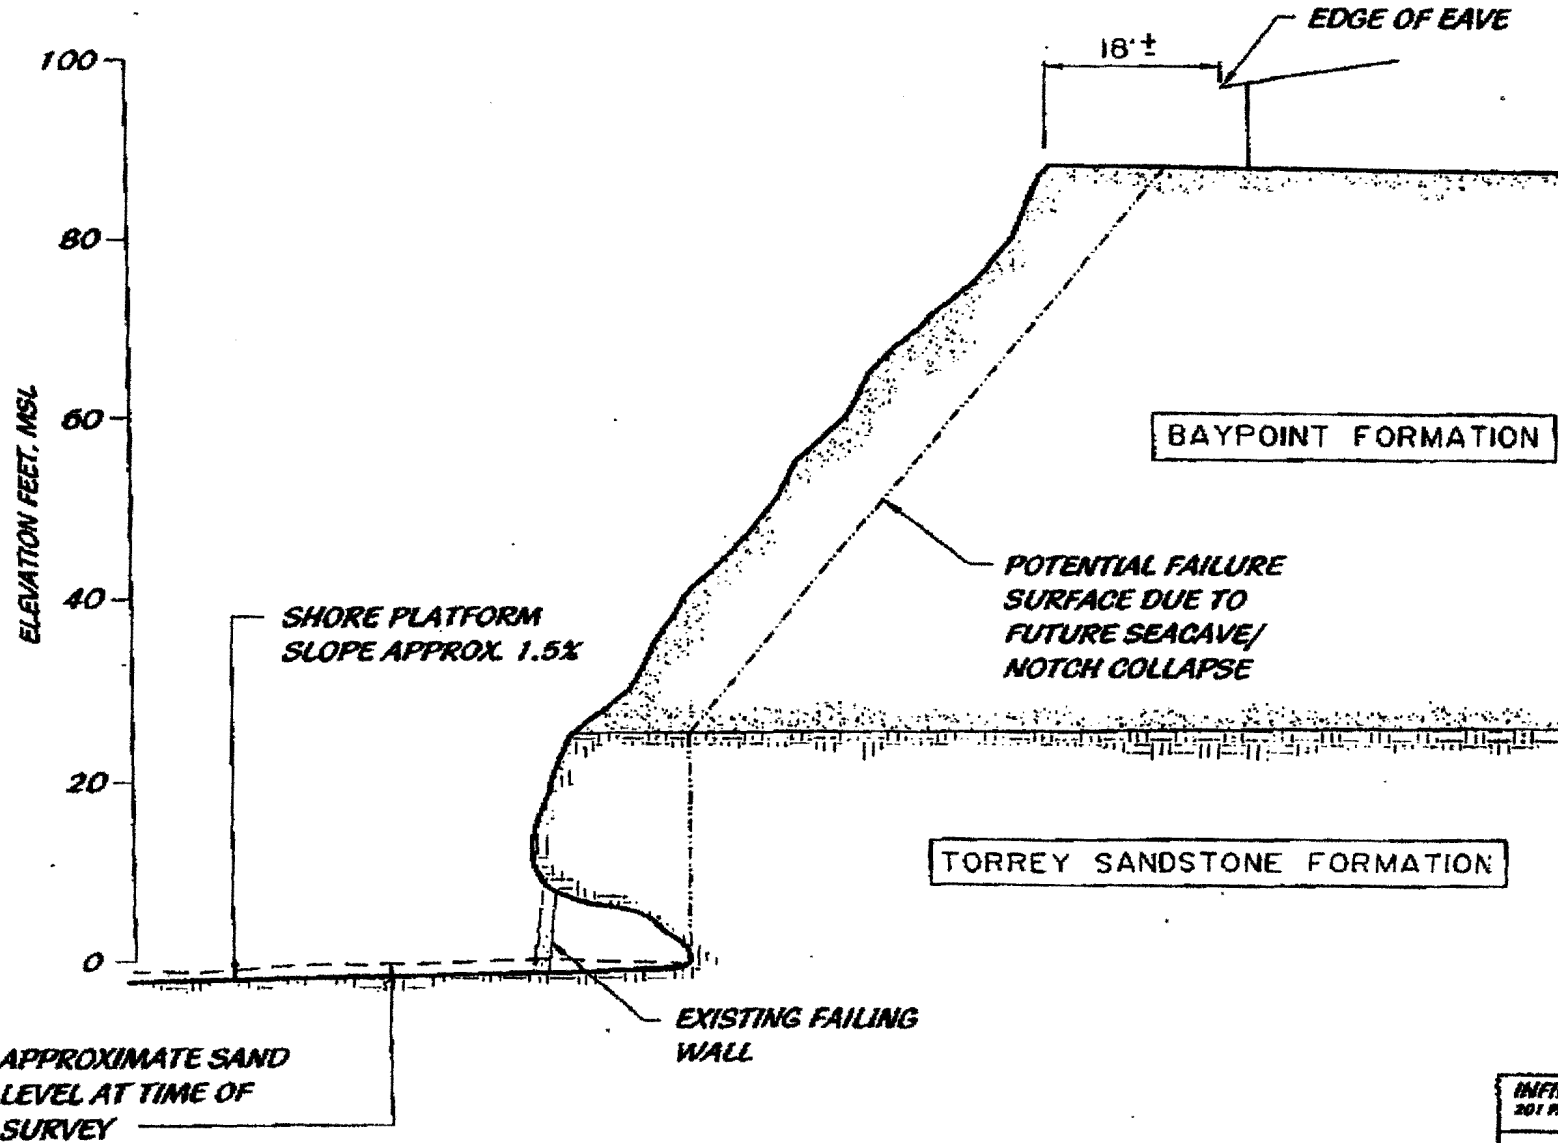 EDGE OF EAVE
18'±
100
80
60
40
20
0
ELEVATION FEET, MSL
BAYPOINT FORMATION
POTENTIAL FAILURE
SURFACE DUE TO
FUTURE SEACAVE/
NOTCH COLLAPSE
SHORE PLATFORM
SLOPE APPROX. 1.5%
TORREY SANDSTONE FORMATION
EXISTING FAILING
WALL
APPROXIMATE SAND
LEVEL AT TIME OF
SURVEY
201